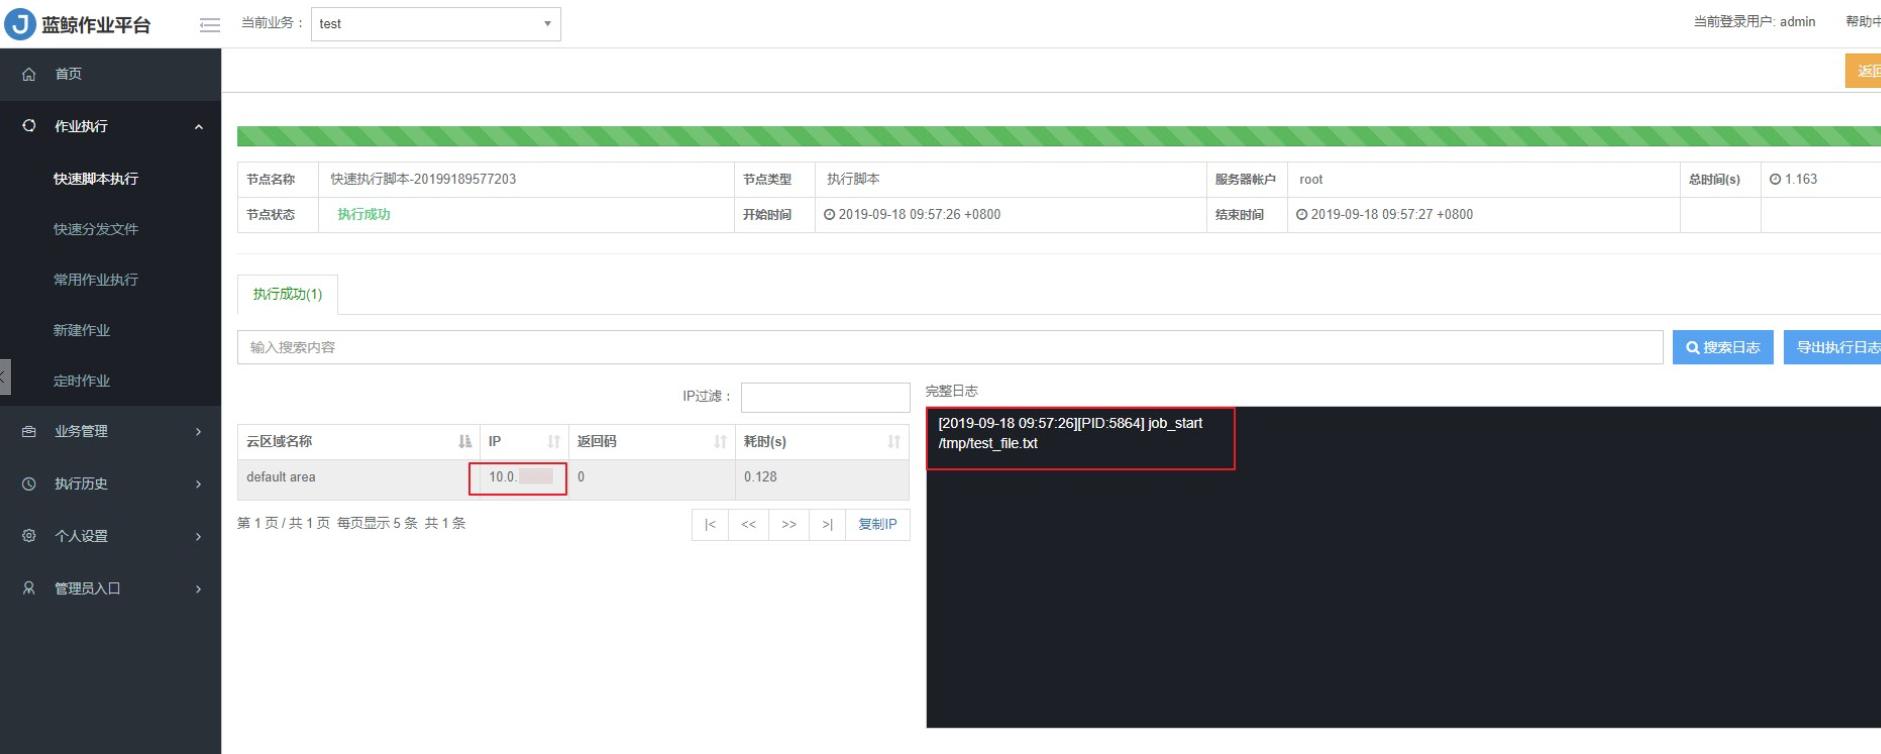 蓝鲸作业平台
当前业务：
test
当前登录用户: admin
帮助中
首页
返回
作业执行
快速脚本执行
快速分发文件
常用作业执行
新建作业
定时作业
业务管理
执行历史
个人设置
管理员入口
节点名称 快速执行脚本-20199189577203 节点类型 执行脚本 服务器帐户 root 总时间(s) 1.163
节点状态 执行成功 开始时间 2019-09-18 09:57:26 +0800 结束时间 2019-09-18 09:57:27 +0800
执行成功(1)
输入搜索内容
搜索日志
导出执行日志
IP过滤：
云区域名称 IP 返回码 耗时(s)
default area 10.0. 0 0.128
第 1 页 / 共 1 页 每页显示 5 条 共 1 条
|< << >> >| 复制IP
完整日志
[2019-09-18 09:57:26][PID:5864] job_start
/tmp/test_file.txt